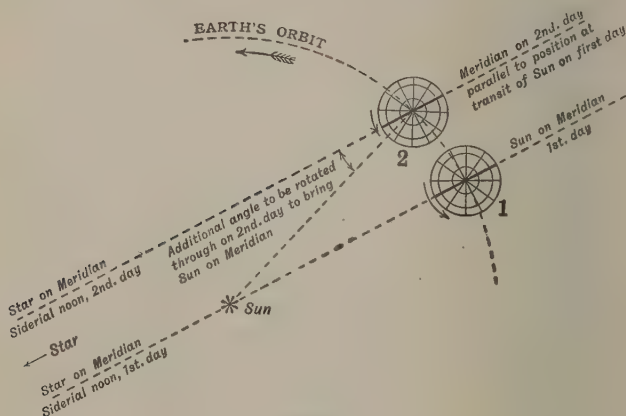 EARTH'S ORBIT
Meridian on 2nd. day
parallel to position at
transit of Sun on first day
Sun on Meridian
1st. day
2
1
Additional angle to be rotated
through on 2nd. day to bring
Sun on Meridian
Star on Meridian
Siderial noon, 2nd. day
Sun
Star
Star on Meridian
Siderial noon, 1st. day